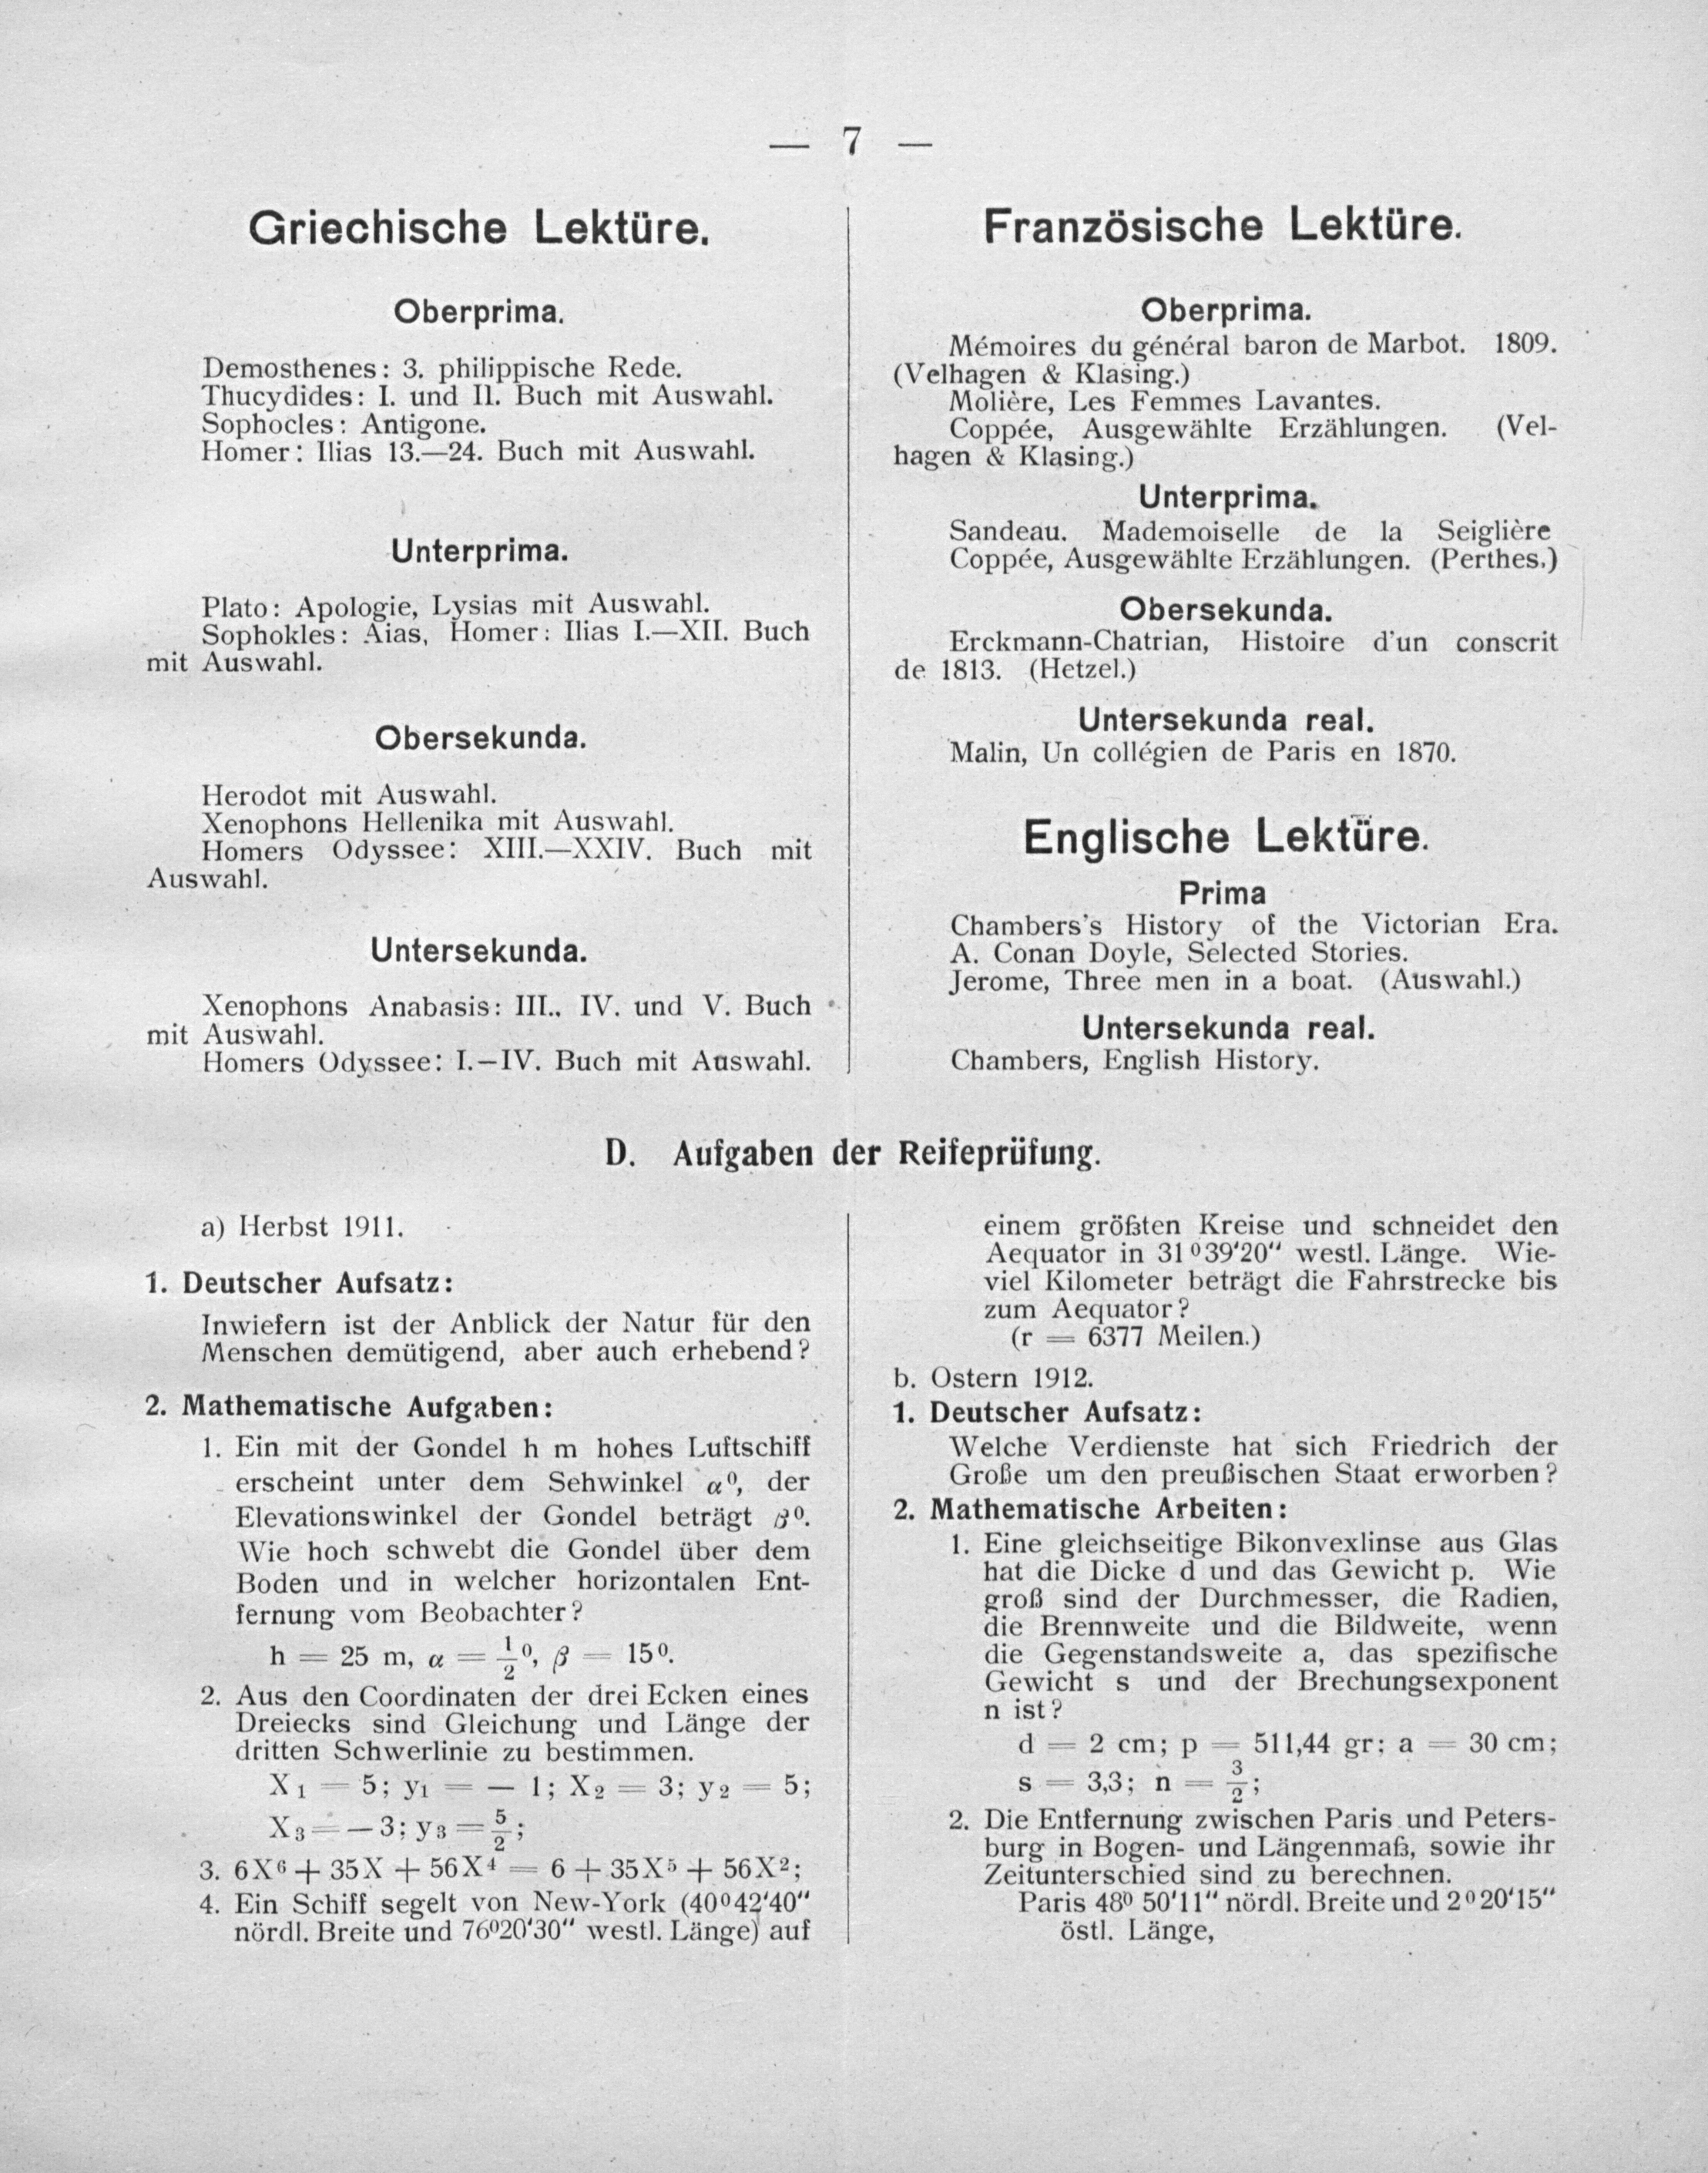 — 7 —
Griechische Lektüre.
Oberprima.
Demosthenes: 3. philippische Rede.
Thucydides: I. und II. Buch mit Auswahl.
Sophocles: Antigone.
Homer: Ilias 13.—24. Buch mit Auswahl.
Unterprima.
Plato: Apologie, Lysias mit Auswahl.
Sophokles: Aias, Homer: Ilias I.—XII. Buch
mit Auswahl.
Obersekunda.
Herodot mit Auswahl.
Xenophons Hellenika mit Auswahl.
Homers Odyssee: XIII.—XXIV. Buch mit
Auswahl.
Untersekunda.
Xenophons Anabasis: III., IV. und V. Buch
mit Auswahl.
Homers Odyssee: I.—IV. Buch mit Auswahl.
Französische Lektüre.
Oberprima.
Mémoires du général baron de Marbot. 1809.
(Velhagen & Klasing.)
Molière, Les Femmes Lavantes.
Coppée, Ausgewählte Erzählungen. (Vel-
hagen & Klasing.)
Unterprima.
Sandeau. Mademoiselle de la Seiglière
Coppée, Ausgewählte Erzählungen. (Perthes.)
Obersekunda.
Erckmann-Chatrian, Histoire d'un conscrit
de 1813. (Hetzel.)
Untersekunda real.
Malin, Un collégien de Paris en 1870.
Englische Lektüre.
Prima
Chambers's History of the Victorian Era.
A. Conan Doyle, Selected Stories.
Jerome, Three men in a boat. (Auswahl.)
Untersekunda real.
Chambers, English History.
D. Aufgaben der Reifeprüfung.
a) Herbst 1911.
1. Deutscher Aufsatz:
Inwiefern ist der Anblick der Natur für den
Menschen demütigend, aber auch erhebend?
2. Mathematische Aufgaben:
1. Ein mit der Gondel h m hohes Luftschiff
erscheint unter dem Sehwinkel α⁰, der
Elevationswinkel der Gondel beträgt β⁰.
Wie hoch schwebt die Gondel über dem
Boden und in welcher horizontalen Ent-
fernung vom Beobachter?
h = 25 m, α = 1/2⁰, β = 15⁰.
2. Aus den Coordinaten der drei Ecken eines
Dreiecks sind Gleichung und Länge der
dritten Schwerlinie zu bestimmen.
X₁ = 5; y₁ = — 1; X₂ = 3; y₂ = 5;
X₃ = — 3; y₃ = 5/2;
3. 6X⁶ + 35X + 56X⁴ = 6 + 35X⁵ + 56X²;
4. Ein Schiff segelt von New-York (40⁰42'40"
nördl. Breite und 76⁰20'30" westl. Länge) auf
einem größten Kreise und schneidet den
Aequator in 31⁰39'20" westl. Länge. Wie-
viel Kilometer beträgt die Fahrstrecke bis
zum Aequator?
(r = 6377 Meilen.)
b. Ostern 1912.
1. Deutscher Aufsatz:
Welche Verdienste hat sich Friedrich der
Große um den preußischen Staat erworben?
2. Mathematische Arbeiten:
1. Eine gleichseitige Bikonvexlinse aus Glas
hat die Dicke d und das Gewicht p. Wie
groß sind der Durchmesser, die Radien,
die Brennweite und die Bildweite, wenn
die Gegenstandsweite a, das spezifische
Gewicht s und der Brechungsexponent
n ist?
d = 2 cm; p = 511,44 gr; a = 30 cm;
s = 3,3; n = 3/2;
2. Die Entfernung zwischen Paris und Peters-
burg in Bogen- und Längenmaß, sowie ihr
Zeitunterschied sind zu berechnen.
Paris 48⁰ 50'11" nördl. Breite und 2⁰20'15"
östl. Länge,